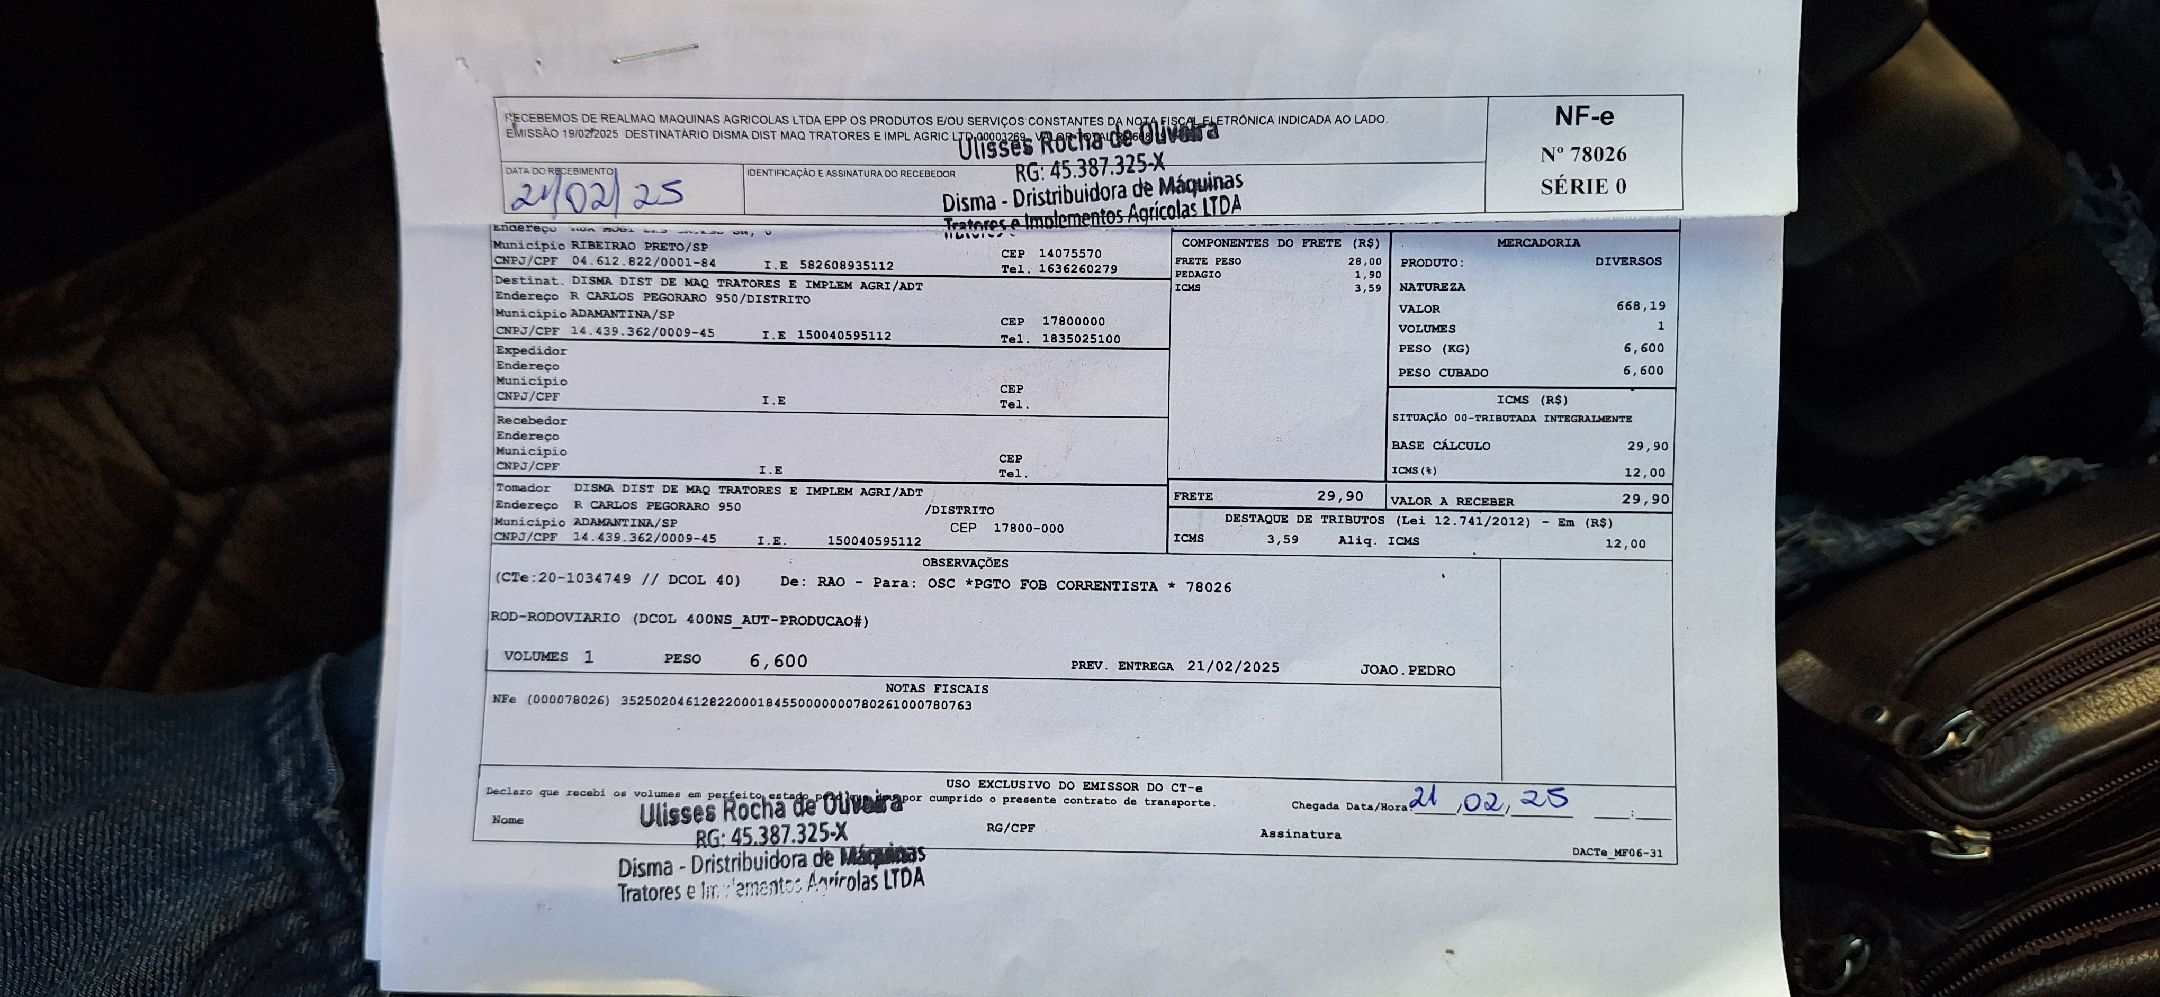 RECEBEMOS DE REALMAQ MAQUINAS AGRICOLAS LTDA EPP OS PRODUTOS E/OU SERVIÇOS CONSTANTES DA NOTA FISCAL ELETRÔNICA INDICADA AO LADO.
EMISSÃO 19/02/2025 DESTINATÁRIO DISMA DIST MAQ TRATORES E IMPL AGRIC LTD
NF-e
Nº 78026
SÉRIE 0
DATA DO RECEBIMENTO
21/02/25
IDENTIFICAÇÃO E ASSINATURA DO RECEBEDOR
Ulisses Rocha de Oliveira
RG: 45.387.325-X
Disma - Dristribuidora de Máquinas
Tratores e Implementos Agrícolas LTDA
Endereço
Município RIBEIRAO PRETO/SP CEP 14075570
CNPJ/CPF 04.612.822/0001-84 I.E 582608935112 Tel. 1636260279
Destinat. DISMA DIST DE MAQ TRATORES E IMPLEM AGRI/ADT
Endereço R CARLOS PEGORARO 950/DISTRITO
Município ADAMANTINA/SP CEP 17800000
CNPJ/CPF 14.439.362/0009-45 I.E 150040595112 Tel. 1835025100
Expedidor
Endereço
Município CEP
CNPJ/CPF I.E Tel.
Recebedor
Endereço
Município CEP
CNPJ/CPF I.E Tel.
Tomador DISMA DIST DE MAQ TRATORES E IMPLEM AGRI/ADT
Endereço R CARLOS PEGORARO 950 /DISTRITO
Município ADAMANTINA/SP CEP 17800-000
CNPJ/CPF 14.439.362/0009-45 I.E. 150040595112
COMPONENTES DO FRETE (R$)
FRETE PESO 28,00
PEDAGIO 1,90
ICMS 3,59
MERCADORIA
PRODUTO: DIVERSOS
NATUREZA
VALOR 668,19
VOLUMES 1
PESO (KG) 6,600
PESO CUBADO 6,600
ICMS (R$)
SITUAÇÃO 00-TRIBUTADA INTEGRALMENTE
BASE CÁLCULO 29,90
ICMS(%) 12,00
FRETE 29,90 VALOR A RECEBER 29,90
DESTAQUE DE TRIBUTOS (Lei 12.741/2012) - Em (R$)
ICMS 3,59 Aliq. ICMS 12,00
OBSERVAÇÕES
(CTe:20-1034749 // DCOL 40) De: RAO - Para: OSC *PGTO FOB CORRENTISTA * 78026
ROD-RODOVIARIO (DCOL 400NS_AUT-PRODUCAO#)
VOLUMES 1 PESO 6,600 PREV. ENTREGA 21/02/2025 JOAO.PEDRO
NOTAS FISCAIS
NFe (000078026) 35250204612822000184550000000780261000780763
USO EXCLUSIVO DO EMISSOR DO CT-e
Declaro que recebi os volumes em perfeito estado por cumprido o presente contrato de transporte.
Chegada Data/Hora: 21 , 02 , 25 :
Nome RG/CPF Assinatura
Ulisses Rocha de Oliveira
RG: 45.387.325-X
Disma - Dristribuidora de Máquinas
Tratores e Implementos Agrícolas LTDA
DACTe_MF06-31